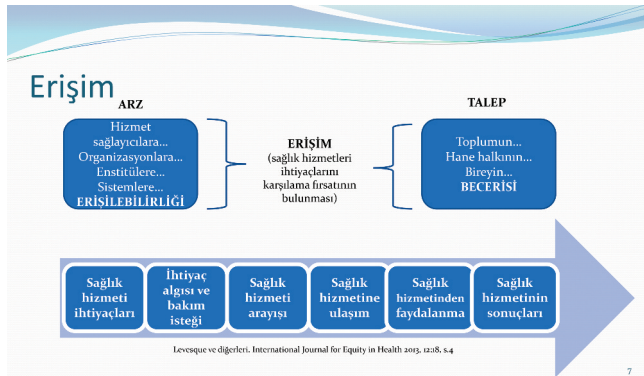 Erişim
ARZ
Hizmet
sağlayıcılara...
Organizasyonlara...
Enstitülere...
Sistemlere...
ERİŞİLEBİLİRLİĞİ
ERİŞİM
(sağlık hizmetleri
ihtiyaçlarını
karşılama fırsatının
bulunması)
TALEP
Toplumun...
Hane halkının...
Bireyin...
BECERİSİ
Sağlık
hizmeti
ihtiyaçları
İhtiyaç
algısı ve
bakım
isteği
Sağlık
hizmeti
arayışı
Sağlık
hizmetine
ulaşım
Sağlık
hizmetinden
faydalanma
Sağlık
hizmetinin
sonuçları
Levesque ve diğerleri. International Journal for Equity in Health 2013, 12:18, s.4
7